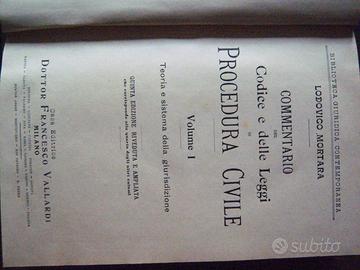 BIBLIOTECA GIURIDICA CONTEMPORANEA
LODOVICO MORTARA
COMMENTARIO
DEL
Codice e delle Leggi
DI
PROCEDURA CIVILE
Volume I
Teoria e sistema della giurisdizione
QUINTA EDIZIONE RIVEDUTA E AMPLIATA
Casa Editrice
DOTTOR FRANCESCO VALLARDI
MILANO
subito